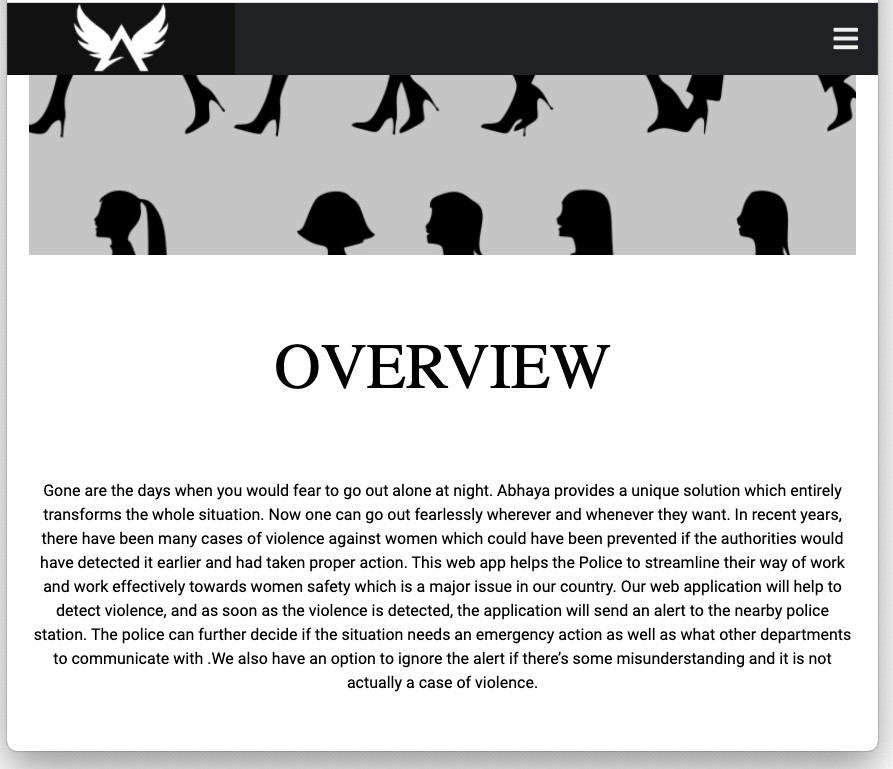 OVERVIEW
Gone are the days when you would fear to go out alone at night. Abhaya provides a unique solution which entirely
transforms the whole situation. Now one can go out fearlessly wherever and whenever they want. In recent years,
there have been many cases of violence against women which could have been prevented if the authorities would
have detected it earlier and had taken proper action. This web app helps the Police to streamline their way of work
and work effectively towards women safety which is a major issue in our country. Our web application will help to
detect violence, and as soon as the violence is detected, the application will send an alert to the nearby police
station. The police can further decide if the situation needs an emergency action as well as what other departments
to communicate with .We also have an option to ignore the alert if there’s some misunderstanding and it is not
actually a case of violence.